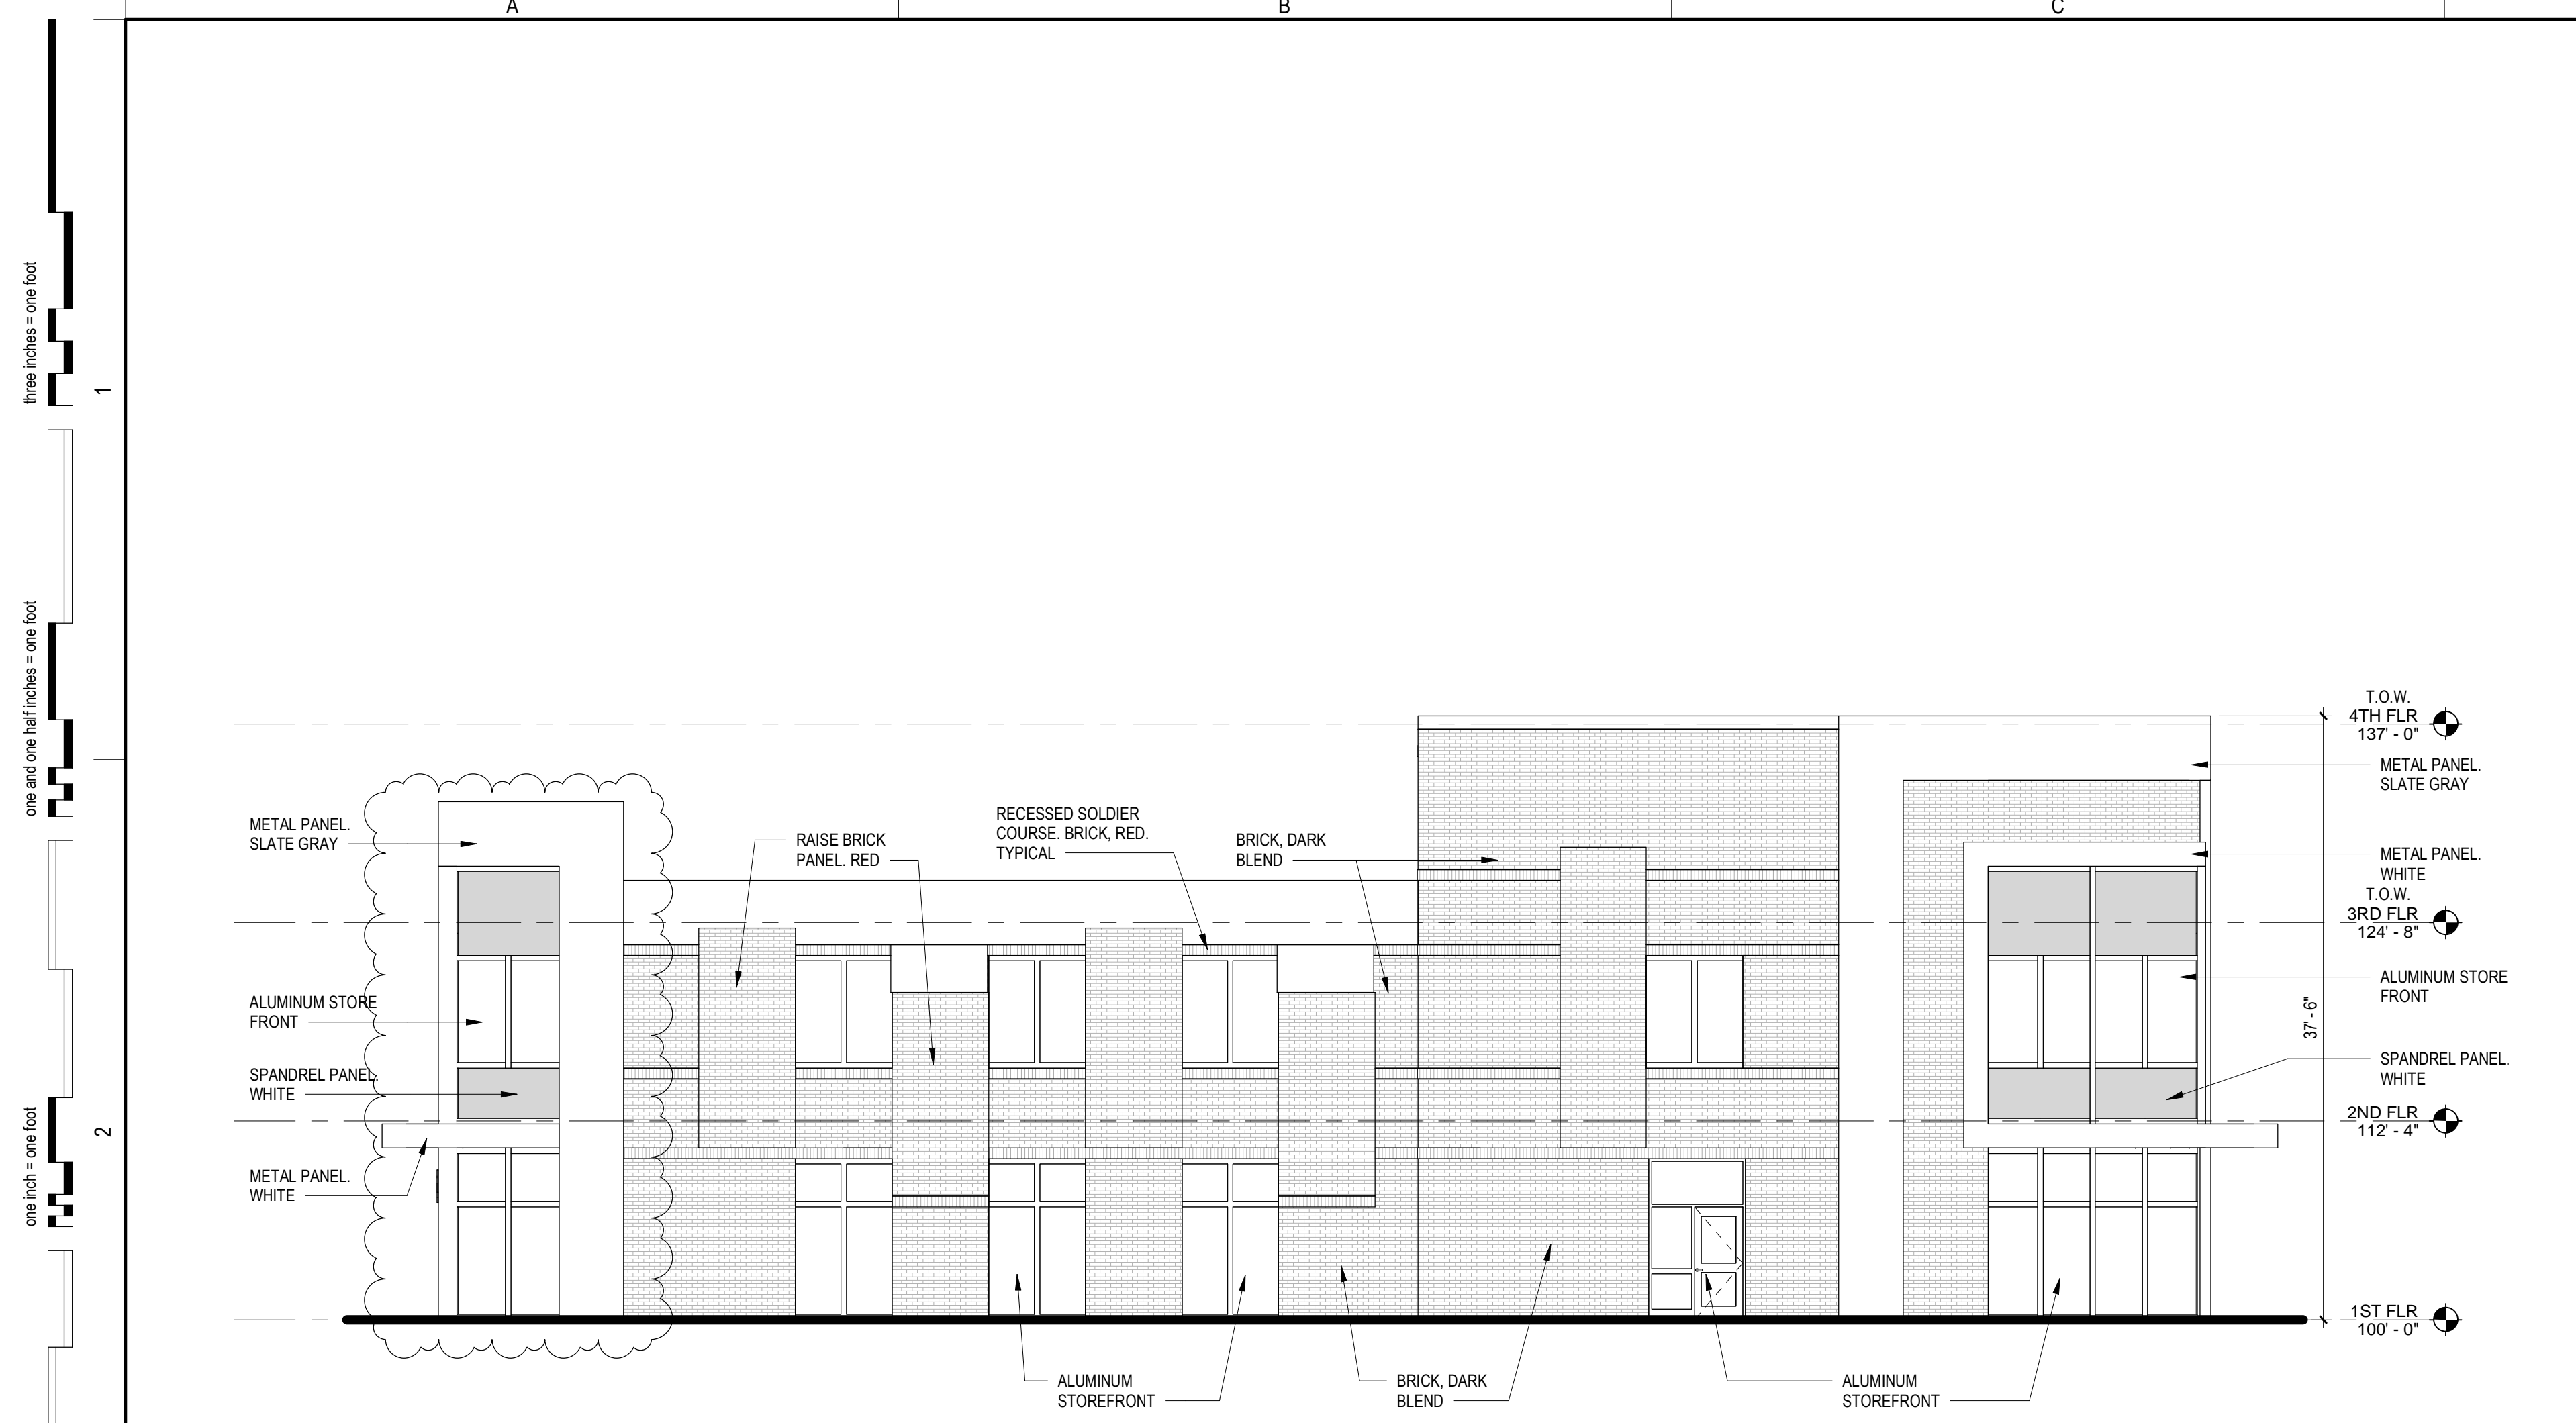 A
B
C
three inches = one foot
1
one and one half inches = one foot
2
one inch = one foot
METAL PANEL.
SLATE GRAY
ALUMINUM STORE
FRONT
SPANDREL PANEL.
WHITE
METAL PANEL.
WHITE
RAISE BRICK
PANEL. RED
RECESSED SOLDIER
COURSE. BRICK, RED.
TYPICAL
BRICK, DARK
BLEND
ALUMINUM
STOREFRONT
BRICK, DARK
BLEND
ALUMINUM
STOREFRONT
37' - 6"
T.O.W.
4TH FLR
137' - 0"
METAL PANEL.
SLATE GRAY
METAL PANEL.
WHITE
T.O.W.
3RD FLR
124' - 8"
ALUMINUM STORE
FRONT
SPANDREL PANEL.
WHITE
2ND FLR
112' - 4"
1ST FLR
100' - 0"